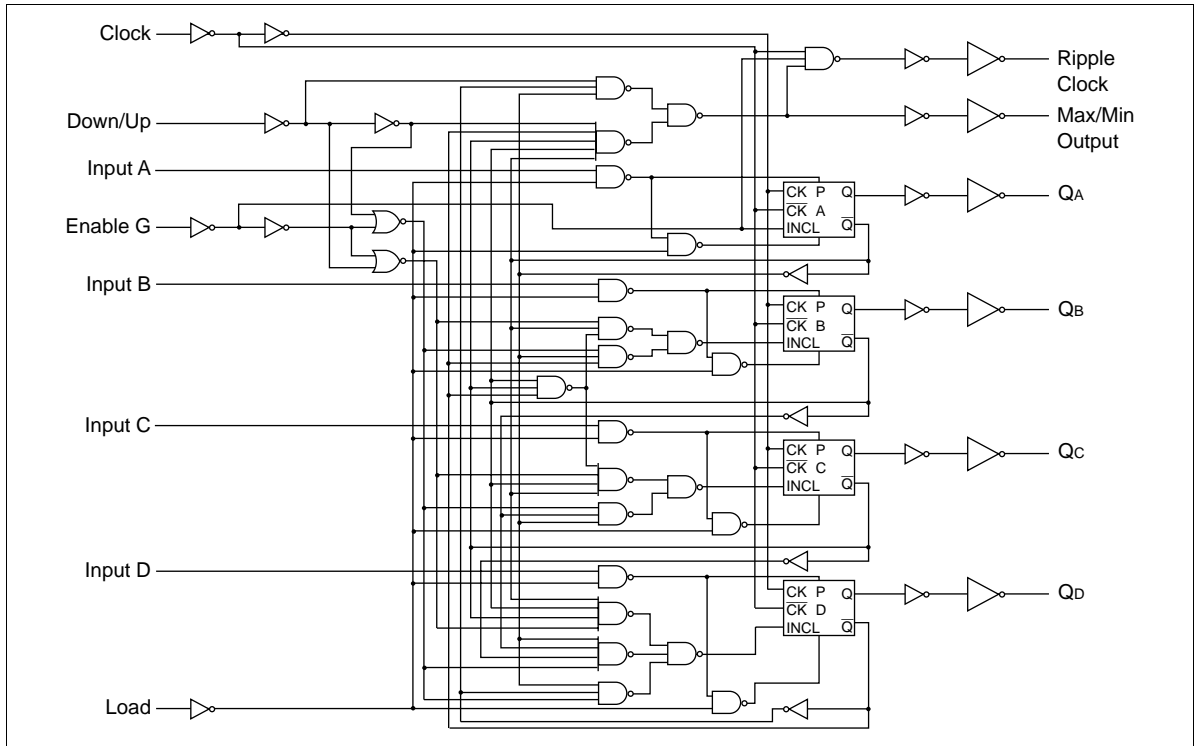 Clock
Ripple
Clock
Down/Up
Max/Min
Output
Input A
CK P Q
QA
CK A
Enable G
INCL Q
Input B
CK P Q
QB
CK B
INCL Q
Input C
CK P Q
QC
CK C
INCL Q
Input D
CK P Q
QD
CK D
INCL Q
Load